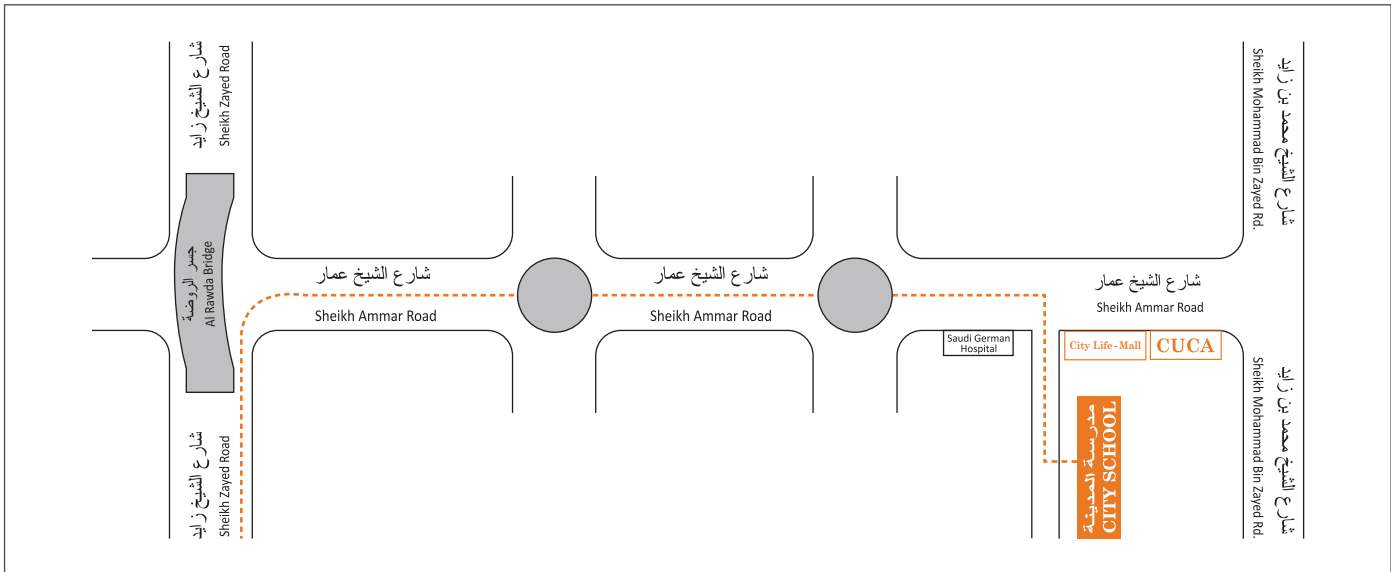 شارع الشيخ زايد
Sheikh Zayed Road
جسر الروضة
Al Rawda Bridge
شارع الشيخ زايد
Sheikh Zayed Road
شارع الشيخ عمار
Sheikh Ammar Road
شارع الشيخ عمار
Sheikh Ammar Road
Saudi German
Hospital
شارع الشيخ عمار
Sheikh Ammar Road
City Life-Mall
CUCA
مدرسة المدينة
CITY SCHOOL
Sheikh Mohammad Bin Zayed Rd.
شارع الشيخ محمد بن زايد
Sheikh Mohammad Bin Zayed Rd.
شارع الشيخ محمد بن زايد